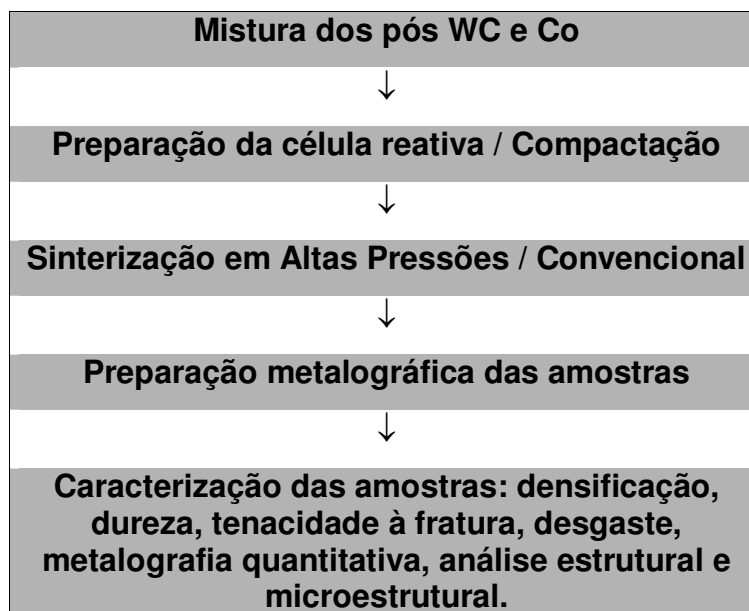 Mistura dos pós WC e Co
↓
Preparação da célula reativa / Compactação
↓
Sinterização em Altas Pressões / Convencional
↓
Preparação metalográfica das amostras
↓
Caracterização das amostras: densificação,
dureza, tenacidade à fratura, desgaste,
metalografia quantitativa, análise estrutural e
microestrutural.